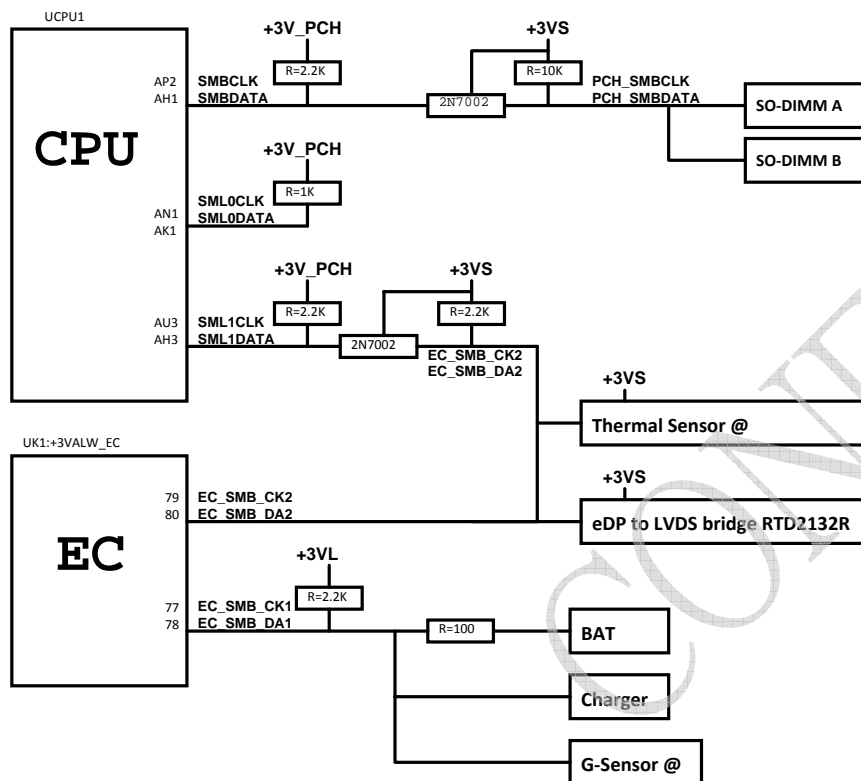 UCPU1
+3V_PCH
+3VS
R=2.2K
R=10K
AP2 SMBCLK
PCH_SMBCLK
AH1 SMBDATA
2N7002
PCH_SMBDATA
SO-DIMM A
CPU
SO-DIMM B
+3V_PCH
R=1K
AN1 SML0CLK
AK1 SML0DATA
+3V_PCH
+3VS
R=2.2K
R=2.2K
AU3 SML1CLK
AH3 SML1DATA
2N7002
EC_SMB_CK2
EC_SMB_DA2
+3VS
Thermal Sensor @
UK1:+3VALW_EC
+3VS
79 EC_SMB_CK2
80 EC_SMB_DA2
eDP to LVDS bridge RTD2132R
EC
+3VL
R=2.2K
77 EC_SMB_CK1
78 EC_SMB_DA1
R=100
BAT
Charger
G-Sensor @
CON